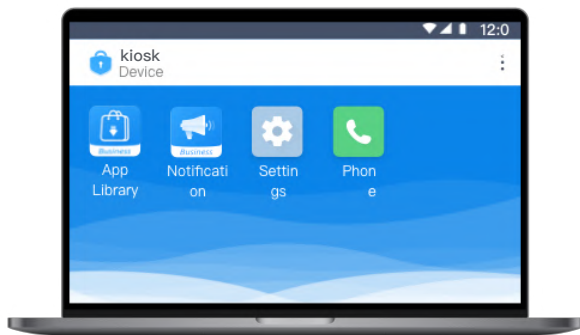 12:0
kiosk
Device
Business
Business
App
Library
Notificati
on
Settin
gs
Phon
e